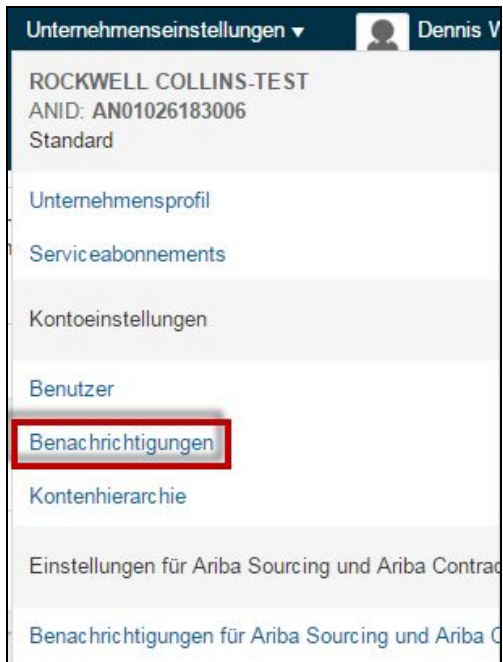 Unternehmenseinstellungen ▾ Dennis
ROCKWELL COLLINS-TEST
ANID: AN01026183006
Standard
Unternehmensprofil
Serviceabonnements
Kontoeinstellungen
Benutzer
Benachrichtigungen
Kontenhierarchie
Einstellungen für Ariba Sourcing und Ariba
Benachrichtigungen für Ariba Sourcing und Ariba